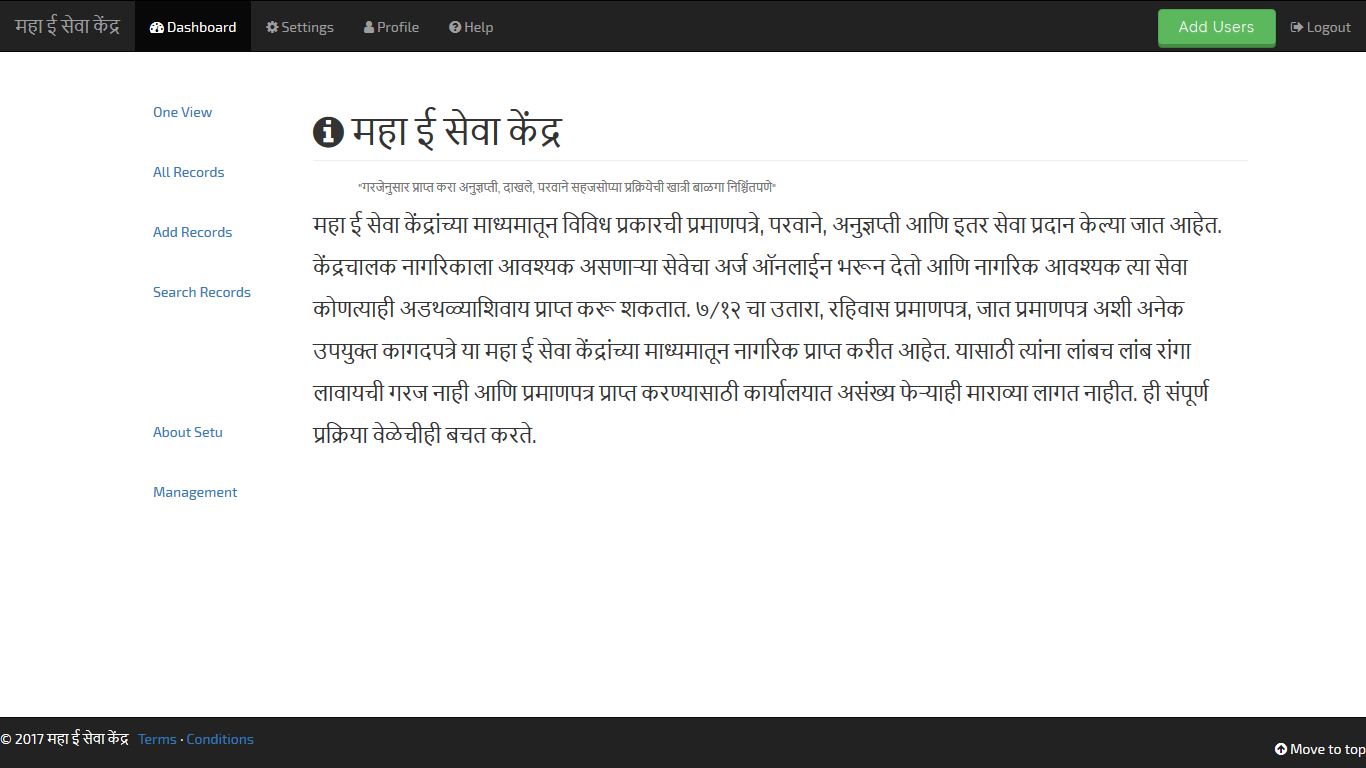 महा ई सेवा केंद्र Dashboard Settings Profile Help Add Users Logout
One View
All Records
Add Records
Search Records
About Setu
Management
महा ई सेवा केंद्र
"गरजेनुसार प्राप्त करा अनुज्ञप्ती, दाखले, परवाने सहजसोप्या प्रक्रियेची खात्री बाळगा निश्चिंतपणे"
महा ई सेवा केंद्रांच्या माध्यमातून विविध प्रकारची प्रमाणपत्रे, परवाने, अनुज्ञप्ती आणि इतर सेवा प्रदान केल्या जात आहेत.
केंद्रचालक नागरिकाला आवश्यक असणाऱ्या सेवेचा अर्ज ऑनलाईन भरून देतो आणि नागरिक आवश्यक त्या सेवा
कोणत्याही अडथळ्याशिवाय प्राप्त करू शकतात. ७/१२ चा उतारा, रहिवास प्रमाणपत्र, जात प्रमाणपत्र अशी अनेक
उपयुक्त कागदपत्रे या महा ई सेवा केंद्रांच्या माध्यमातून नागरिक प्राप्त करीत आहेत. यासाठी त्यांना लांबच लांब रांगा
लावायची गरज नाही आणि प्रमाणपत्र प्राप्त करण्यासाठी कार्यालयात असंख्य फेऱ्याही माराव्या लागत नाहीत. ही संपूर्ण
प्रक्रिया वेळेचीही बचत करते.
© 2017 महा ई सेवा केंद्र Terms · Conditions
Move to top